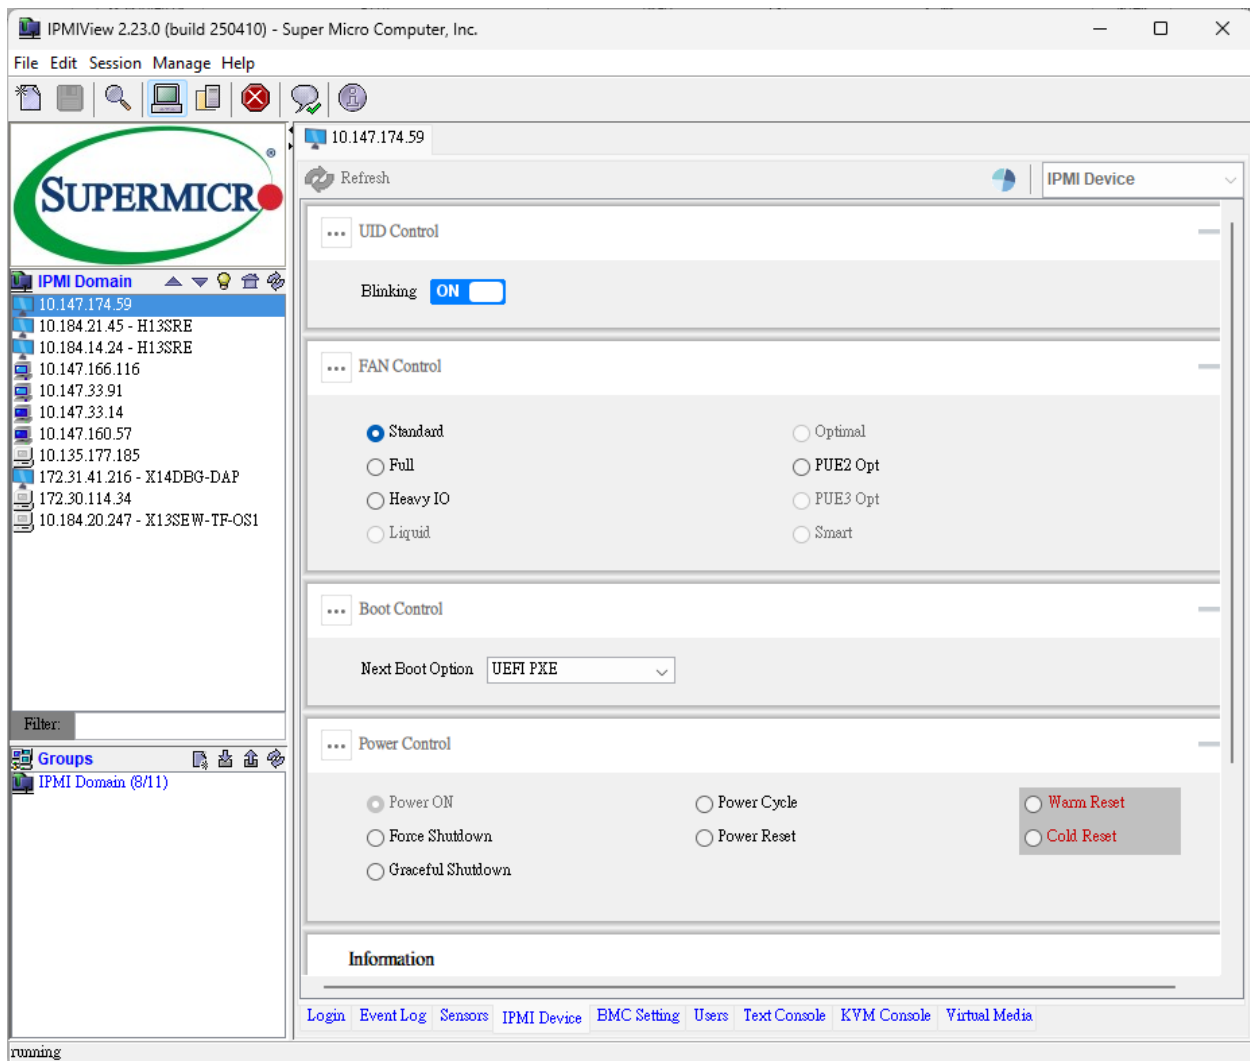 IPMIView 2.23.0 (build 250410) - Super Micro Computer, Inc.
File Edit Session Manage Help
SUPERMICRO
IPMI Domain
10.147.174.59
10.184.21.45 - H13SRE
10.184.14.24 - H13SRE
10.147.166.116
10.147.33.91
10.147.33.14
10.147.160.57
10.135.177.185
172.31.41.216 - X14DBG-DAP
172.30.114.34
10.184.20.247 - X13SEW-TF-OS1
Filter:
Groups
IPMI Domain (8/11)
10.147.174.59
Refresh
IPMI Device
UID Control
Blinking ON
FAN Control
Standard Optimal
Full PUE2 Opt
Heavy IO PUE3 Opt
Liquid Smart
Boot Control
Next Boot Option UEFI PXE
Power Control
Power ON Power Cycle Warm Reset
Force Shutdown Power Reset Cold Reset
Graceful Shutdown
Information
Login Event Log Sensors IPMI Device BMC Setting Users Text Console KVM Console Virtual Media
running